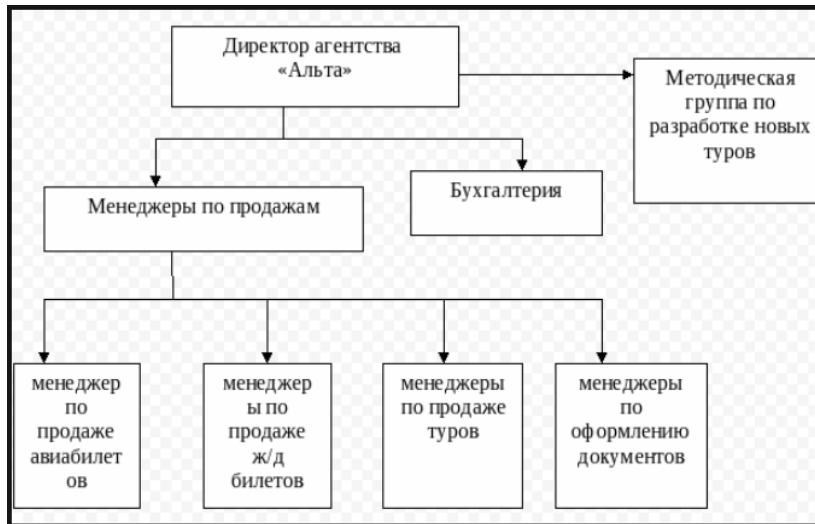 Директор агентства
«Альта»
Методическая
группа по
разработке новых
туров
Менеджеры по продажам
Бухгалтерия
менеджер
по
продаже
авиабилет
ов
менеджер
ы по
продаже
ж/д
билетов
менеджеры
по продаже
туров
менеджеры
по
оформлению
документов